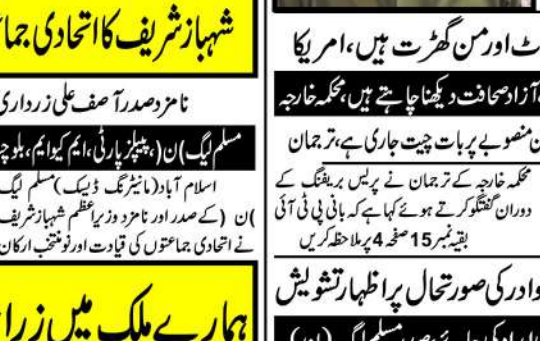 ٹ اور من گھڑت ہیں، امریکا
آزاد صحافت دیکھنا چاہتے ہیں، محکمہ خارجہ
ن منصوبے پر بات چیت جاری ہے، ترجمان
محکمہ خارجہ کے ترجمان نے پریس بریفنگ کے
دوران گفتگو کرتے ہوئے کہا ہے کہ بانی پی ٹی آئی
بقیہ نمبر 15 صفحہ 4 پر ملاحظہ کریں
وادر کی صورتحال پر اظہار تشویش
شہباز شریف کا اتحادی جما
نامزد صدر آصف علی زرداری
مسلم لیگ)ن(، پیپلز پارٹی، ایم کیو ایم، بلوچ
اسلام آباد(مانیٹرنگ ڈیسک)مسلم لیگ
)ن (کے صدر اور نامزد وزیراعظم شہباز شریف
نے اتحادی جماعتوں کی قیادت اور نومنتخب ارکان
ہمارے ملک میں زرا